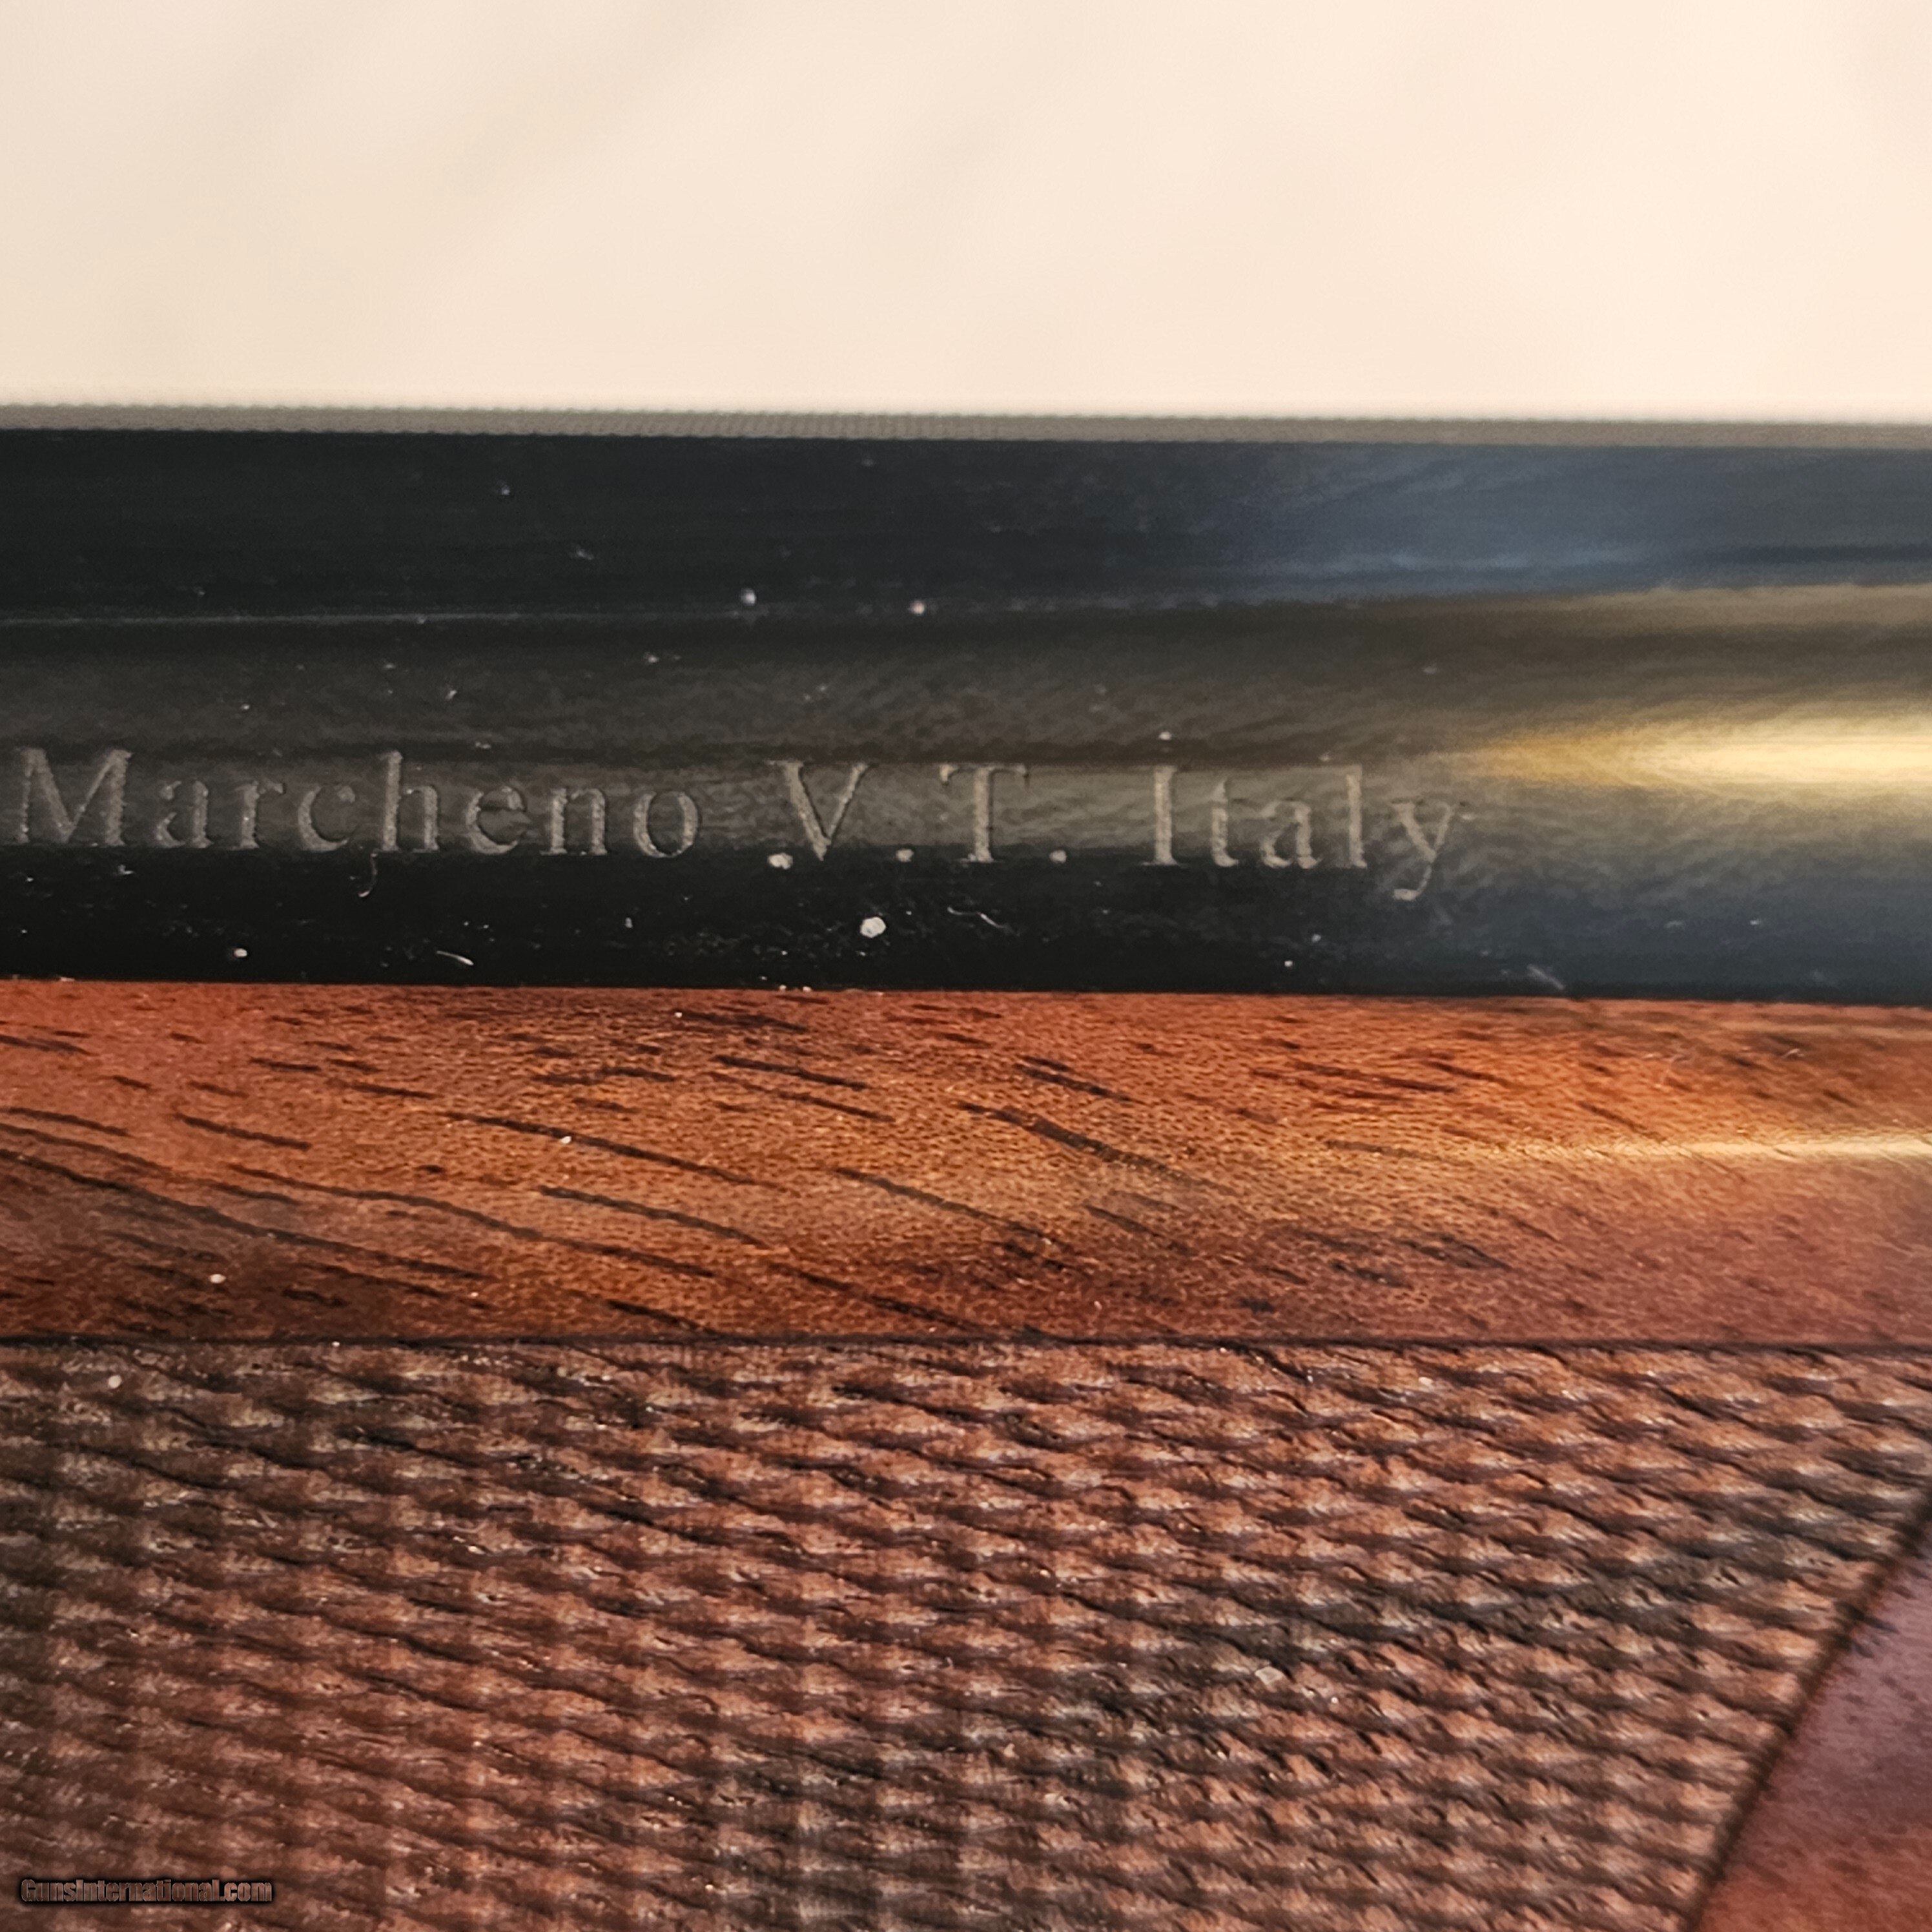 Marcheno V.T. Italy
GunsInternational.com